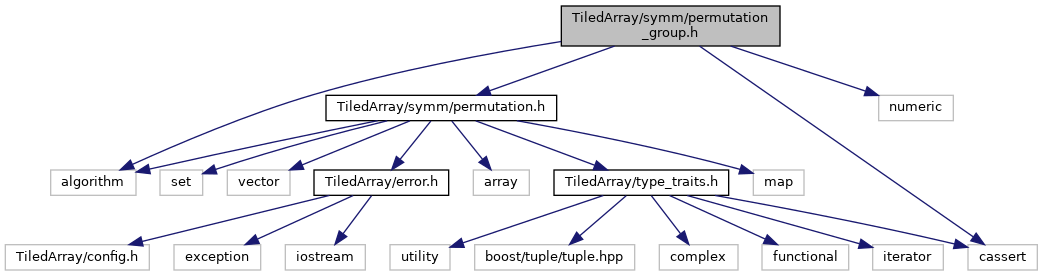 TiledArray/symm/permutation
_group.h
TiledArray/symm/permutation.h
numeric
algorithm
set
vector
TiledArray/error.h
array
TiledArray/type_traits.h
map
TiledArray/config.h
exception
iostream
utility
boost/tuple/tuple.hpp
complex
functional
iterator
cassert